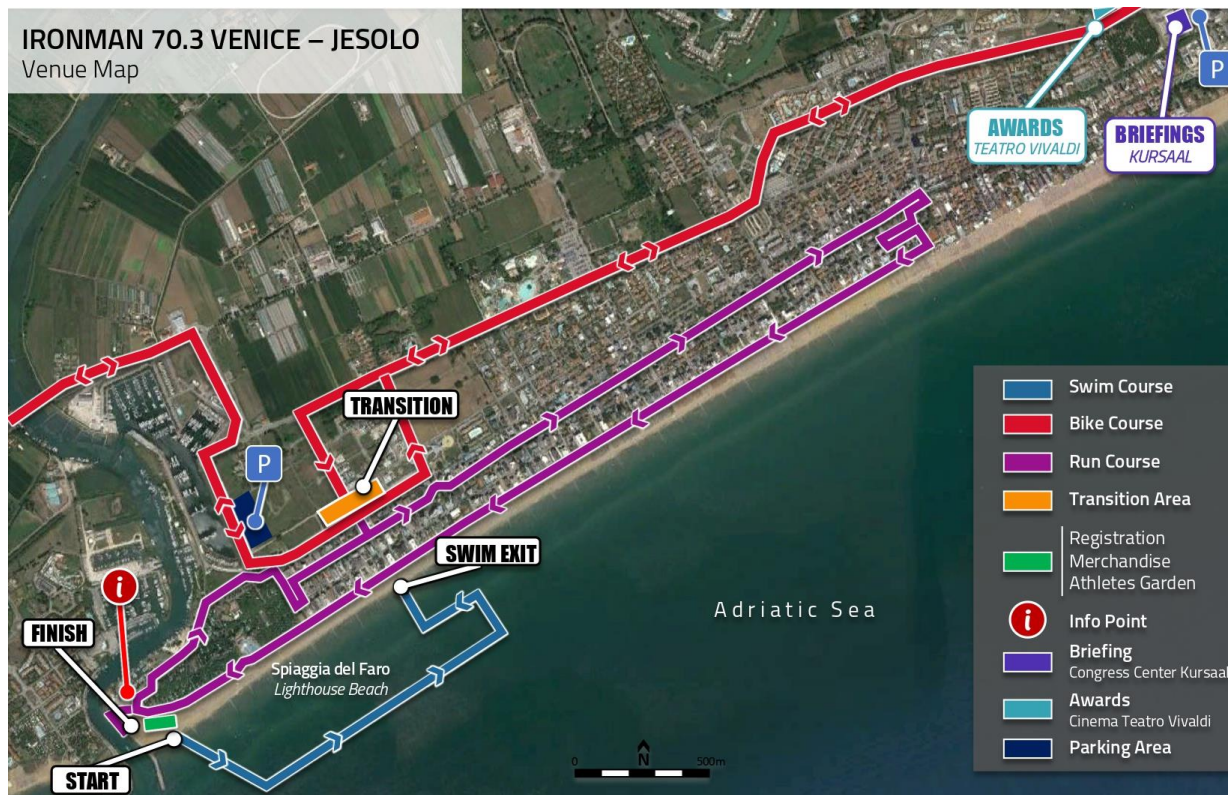 IRONMAN 70.3 VENICE – JESOLO
Venue Map
P
AWARDS
TEATRO VIVALDI
BRIEFINGS
KURSAAL
TRANSITION
P
SWIM EXIT
i
FINISH
Spiaggia del Faro
Lighthouse Beach
START
Adriatic Sea
0
N
500m
Swim Course
Bike Course
Run Course
Transition Area
Registration
Merchandise
Athletes Garden
i
Info Point
Briefing
Congress Center Kursaal
Awards
Cinema Teatro Vivaldi
Parking Area